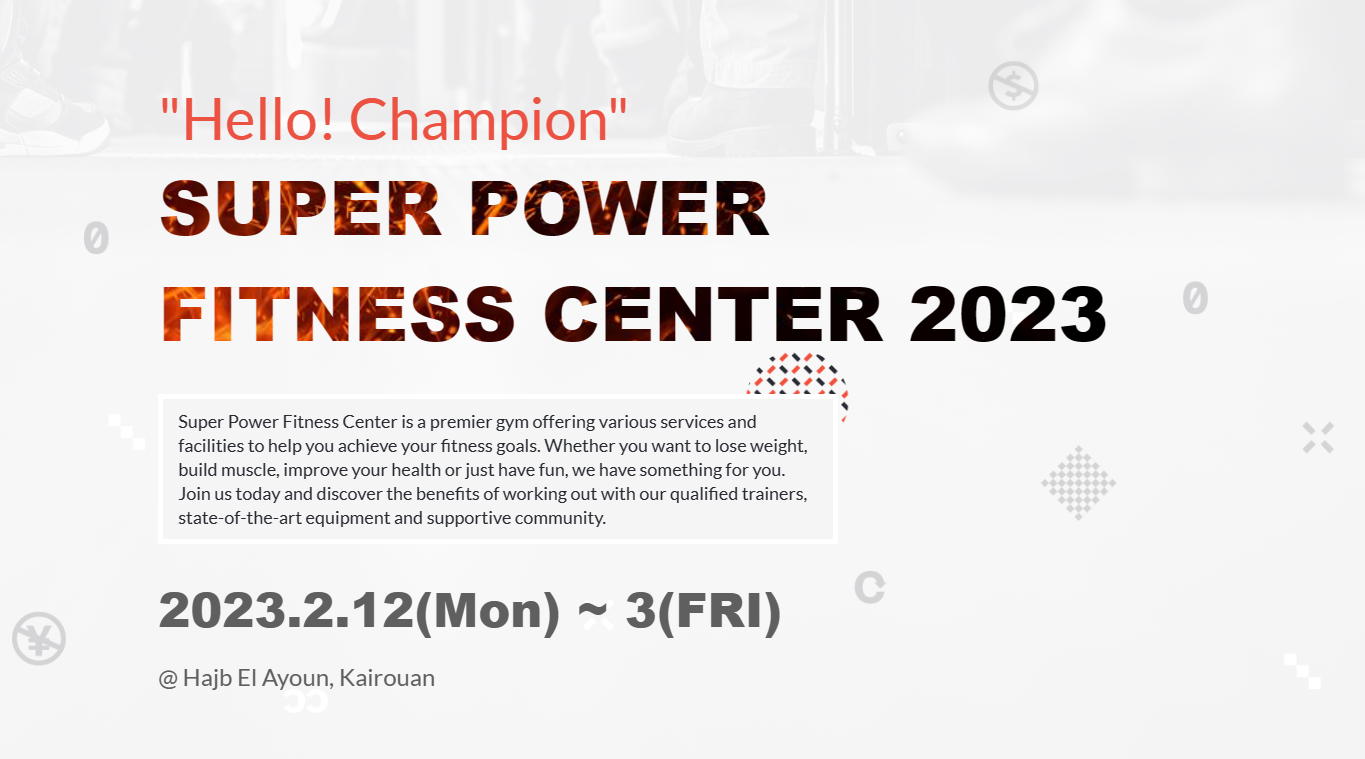 "Hello! Champion"
SUPER POWER
FITNESS CENTER 2023
Super Power Fitness Center is a premier gym offering various services and
facilities to help you achieve your fitness goals. Whether you want to lose weight,
build muscle, improve your health or just have fun, we have something for you.
Join us today and discover the benefits of working out with our qualified trainers,
state-of-the-art equipment and supportive community.
2023.2.12(Mon) ~ 3(FRI)
@ Hajb El Ayoun, Kairouan